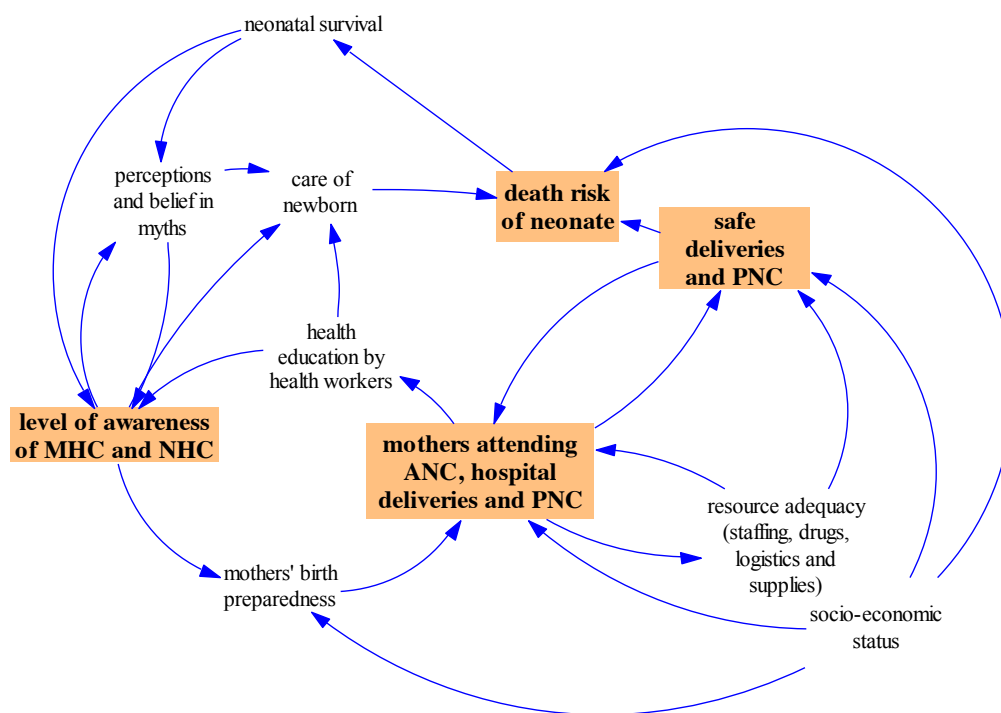 neonatal survival
perceptions
and belief in
myths
care of
newborn
death risk
of neonate
safe
deliveries
and PNC
health
education by
health workers
level of awareness
of MHC and NHC
mothers attending
ANC, hospital
deliveries and PNC
resource adequacy
(staffing, drugs,
logistics and
supplies)
mothers' birth
preparedness
socio-economic
status